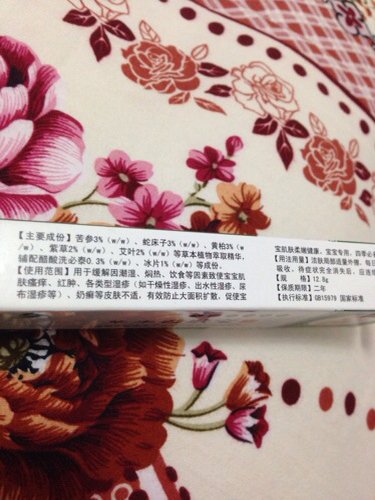 【主要成份】苦参3%（w/w）、蛇床子3%（w/w）、黄柏3%（w/w
）、紫草2%（w/w）、艾叶2%（w/w）等草本植物萃取精华，
辅配醋酸洗必泰0.3%（w/w）、冰片1%（w/w）等成份。
【使用范围】用于缓解因潮湿、焖热、饮食等因素致使宝宝肌
肤瘙痒、红肿、各类型湿疹（如干燥性湿疹、出水性湿疹、尿
布湿疹等）、奶癣等皮肤不适，有效防止大面积扩散，促使宝
宝肌肤柔嫩健康。宝宝专用，四季必
【用法用量】洁肤后局部适量外擦，每日
吸收，待症状完全消失后，应
【规 格】12.8g
【保质期限】二年
【执行标准】GB15979 国家标准